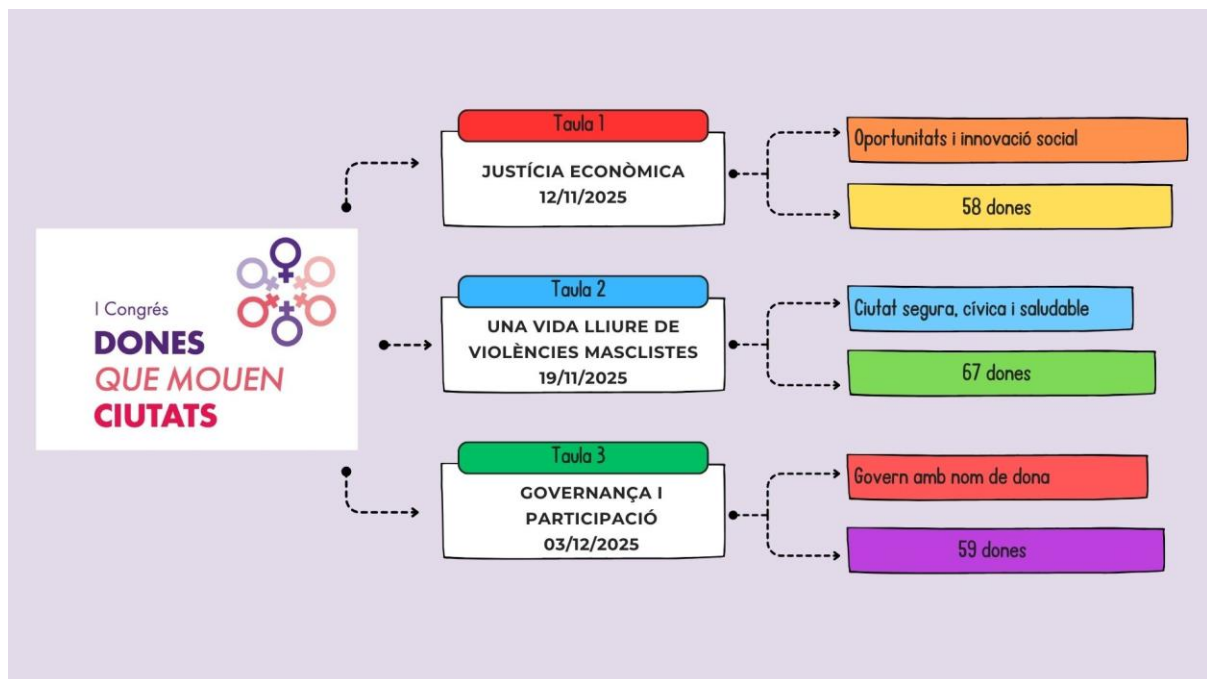 I Congrés
DONES
QUE MOUEN
CIUTATS
Taula 1
JUSTÍCIA ECONÒMICA
12/11/2025
Oportunitats i innovació social
58 dones
Taula 2
UNA VIDA LLIURE DE
VIOLÈNCIES MASCLISTES
19/11/2025
Ciutat segura, cívica i saludable
67 dones
Taula 3
GOVERNANÇA I
PARTICIPACIÓ
03/12/2025
Govern amb nom de dona
59 dones